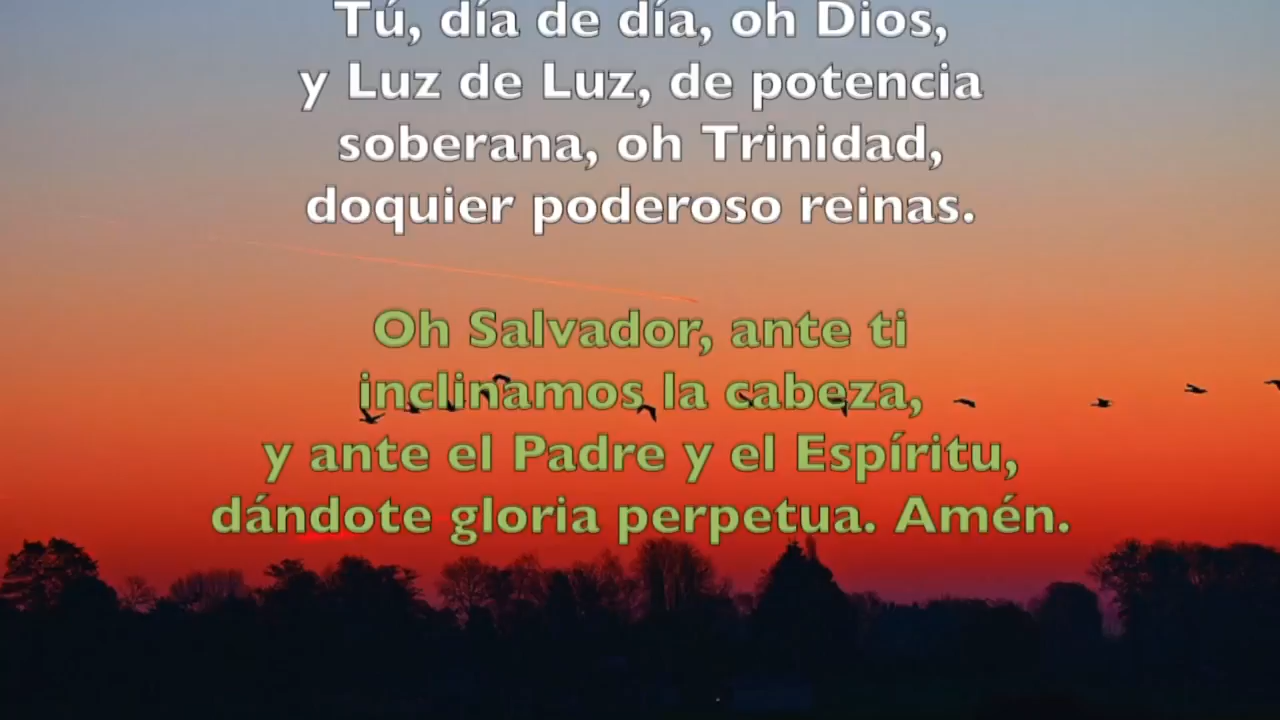 Tú, día de día, oh Dios,
y Luz de Luz, de potencia
soberana, oh Trinidad,
doquier poderoso reinas.
Oh Salvador, ante ti
inclinamos la cabeza,
y ante el Padre y el Espíritu,
dándote gloria perpetua. Amén.